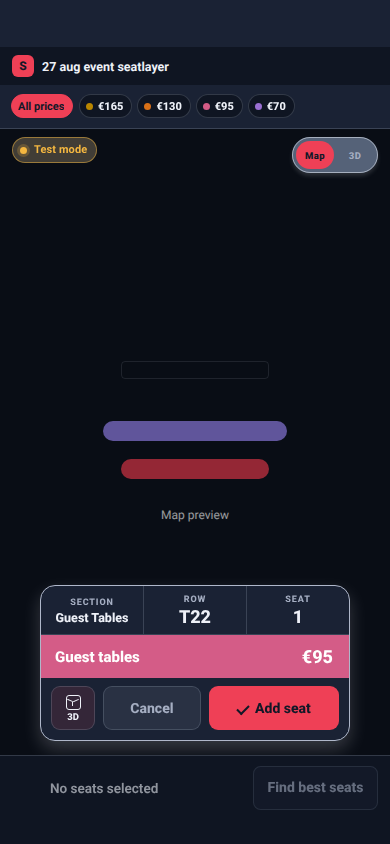 S 27 aug event seatlayer
All prices €165 €130 €95 €70
Test mode Map 3D
Map preview
SECTION ROW SEAT
Guest Tables T22 1
Guest tables €95
3D Cancel Add seat
No seats selected Find best seats